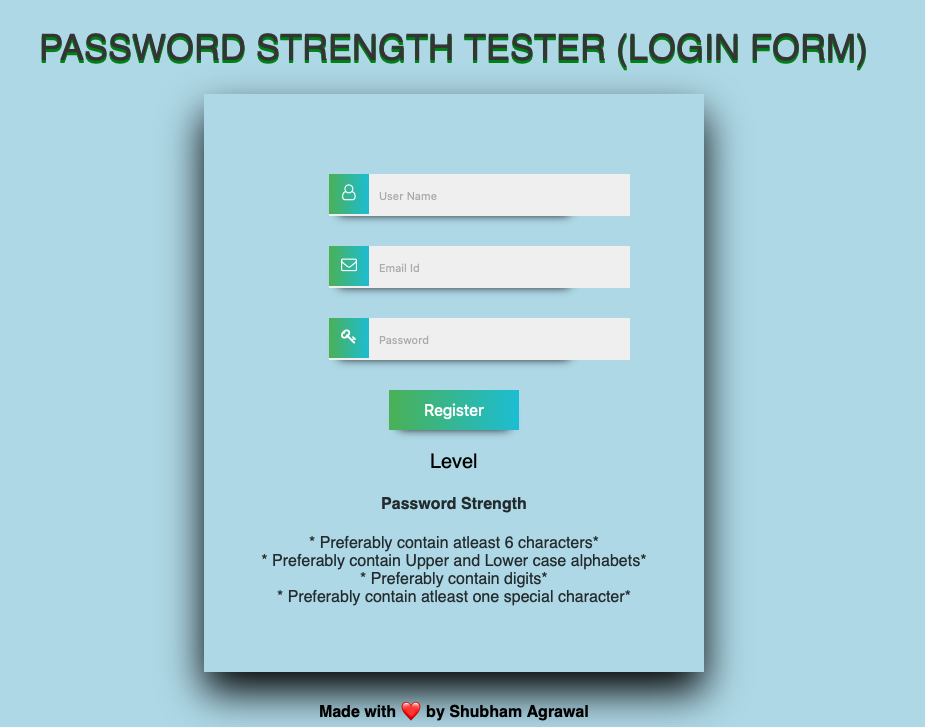 PASSWORD STRENGTH TESTER (LOGIN FORM)
User Name
Email Id
Password
Register
Level
Password Strength
* Preferably contain atleast 6 characters*
* Preferably contain Upper and Lower case alphabets*
* Preferably contain digits*
* Preferably contain atleast one special character*
Made with ❤️ by Shubham Agrawal